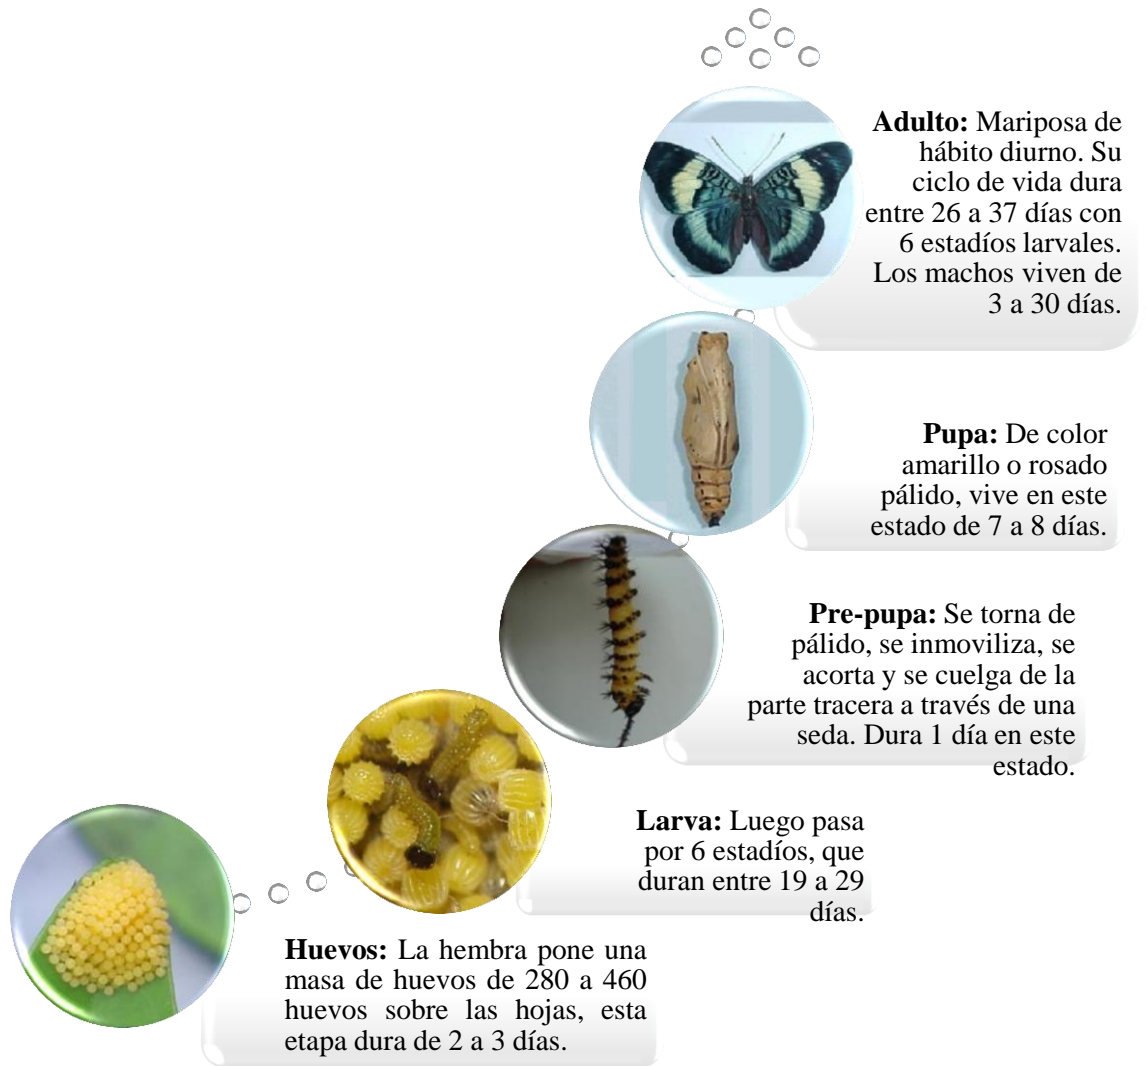 Adulto: Mariposa de
hábito diurno. Su
ciclo de vida dura
entre 26 a 37 días con
6 estadíos larvales.
Los machos viven de
3 a 30 días.
Pupa: De color
amarillo o rosado
pálido, vive en este
estado de 7 a 8 días.
Pre-pupa: Se torna de
pálido, se inmoviliza, se
acorta y se cuelga de la
parte tracera a través de una
seda. Dura 1 día en este
estado.
Larva: Luego pasa
por 6 estadíos, que
duran entre 19 a 29
días.
Huevos: La hembra pone una
masa de huevos de 280 a 460
huevos sobre las hojas, esta
etapa dura de 2 a 3 días.